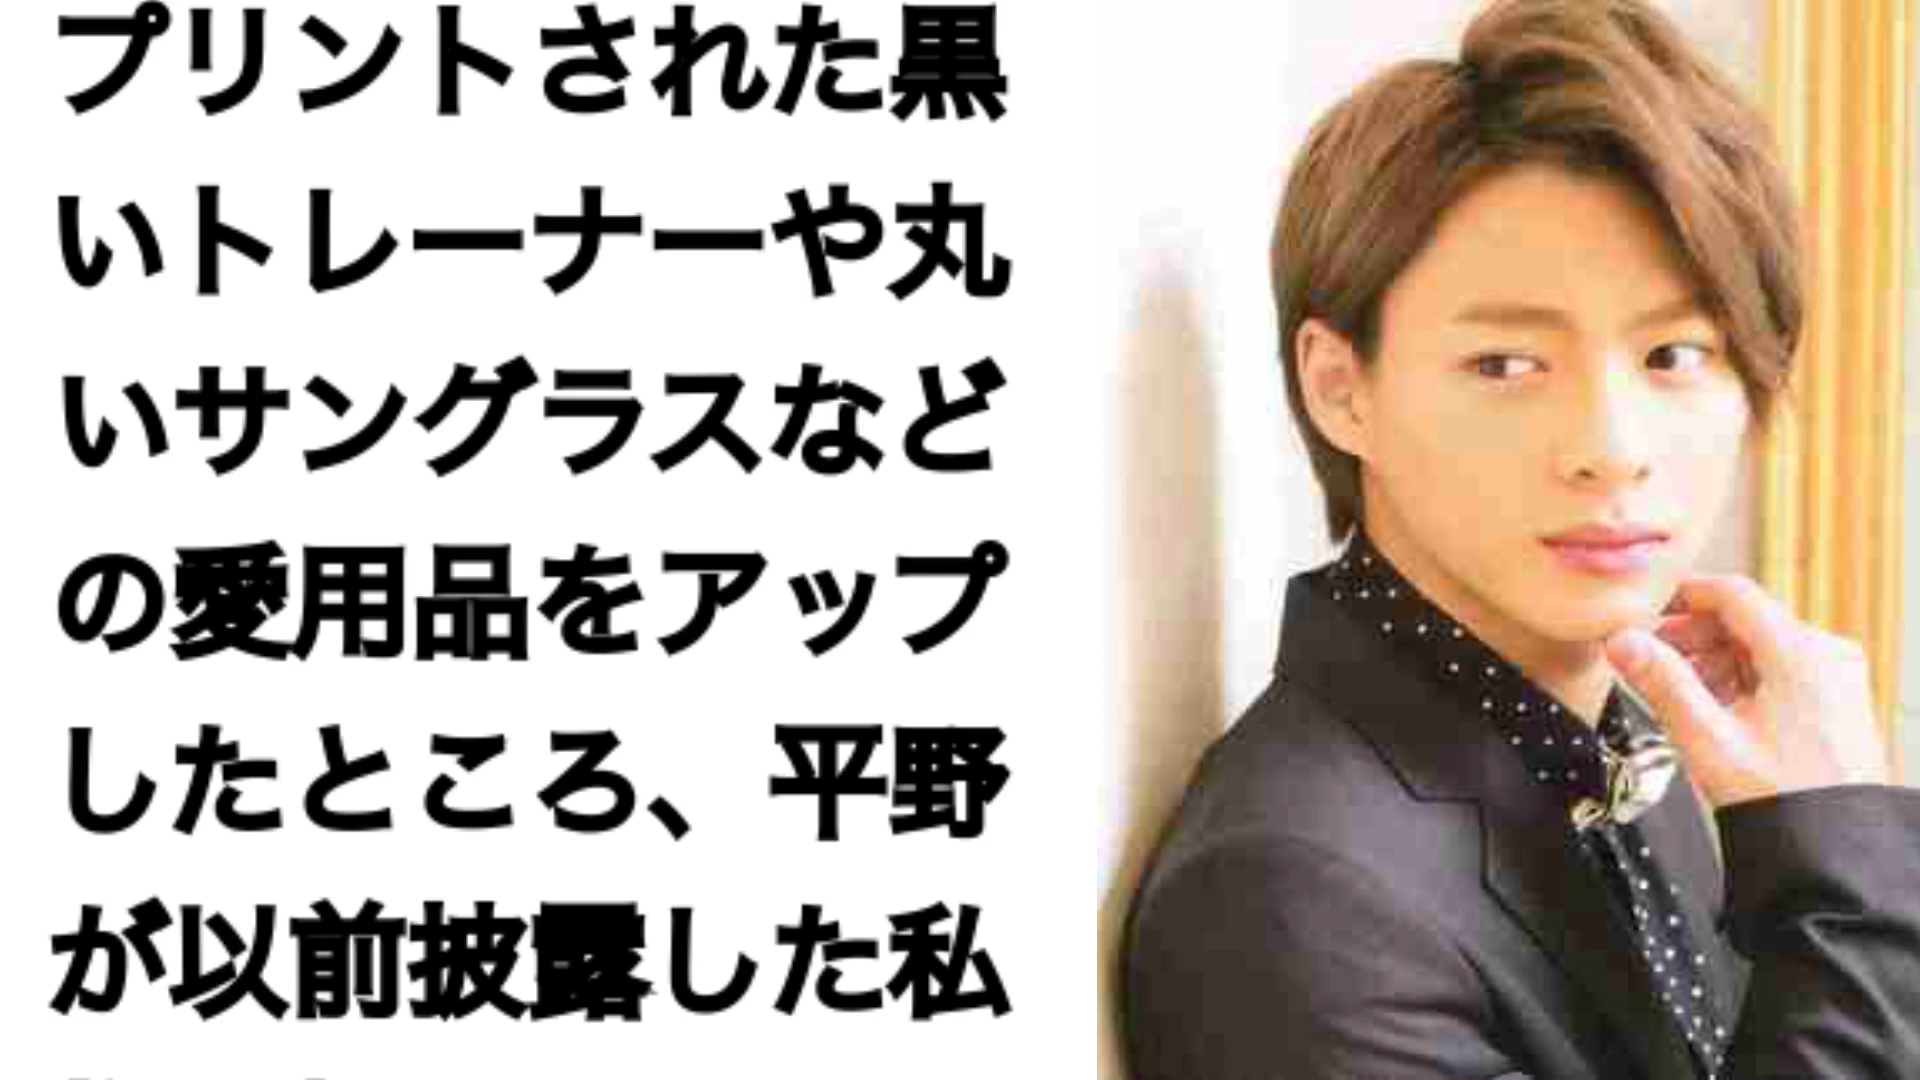 プリントされた黒
いトレーナーや丸
いサングラスなど
の愛用品をアップ
したところ、平野
が以前披露した私